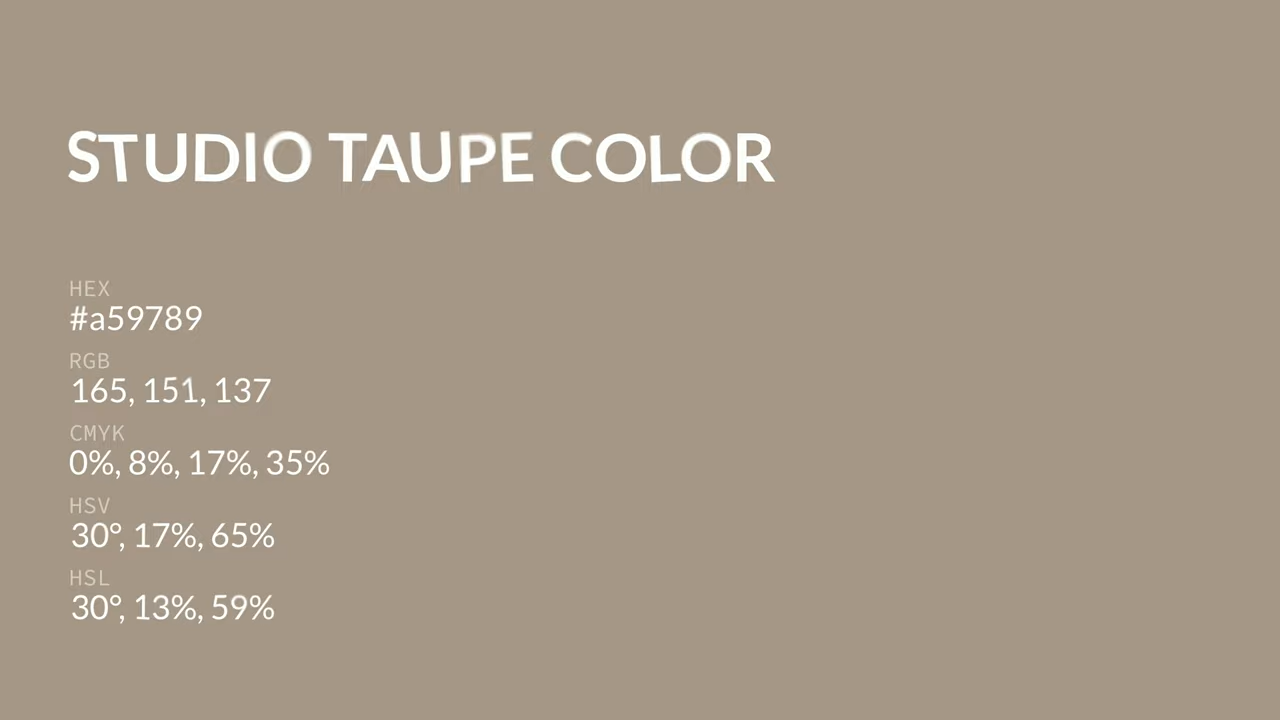 STUDIO TAUPE COLOR
HEX
#a59789
RGB
165, 151, 137
CMYK
0%, 8%, 17%, 35%
HSV
30°, 17%, 65%
HSL
30°, 13%, 59%